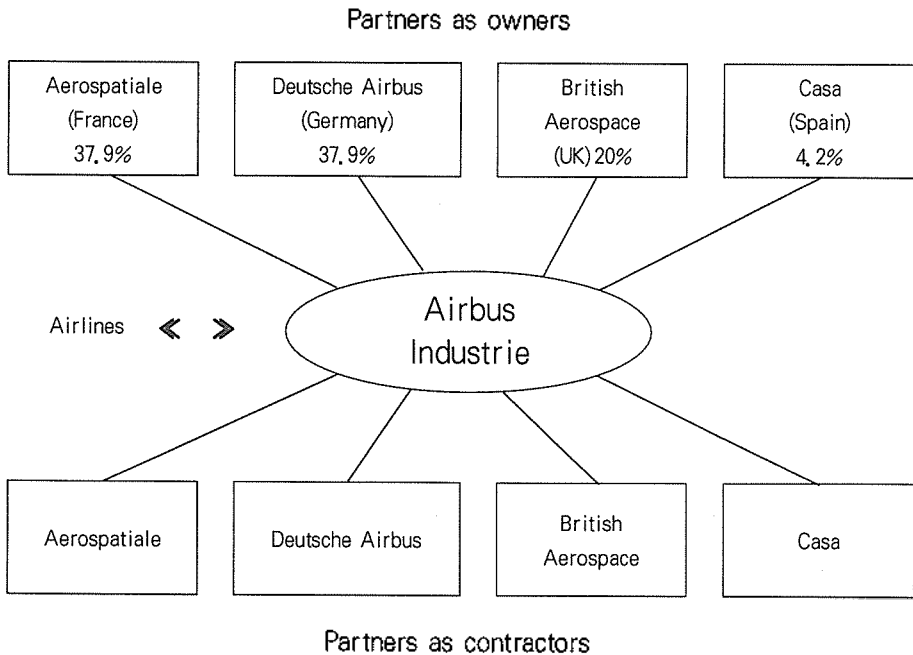 Partners as owners
Aerospatiale
(France)
37.9%
Deutsche Airbus
(Germany)
37.9%
British
Aerospace
(UK) 20%
Casa
(Spain)
4.2%
Airlines
Airbus
Industrie
Aerospatiale
Deutsche Airbus
British
Aerospace
Casa
Partners as contractors